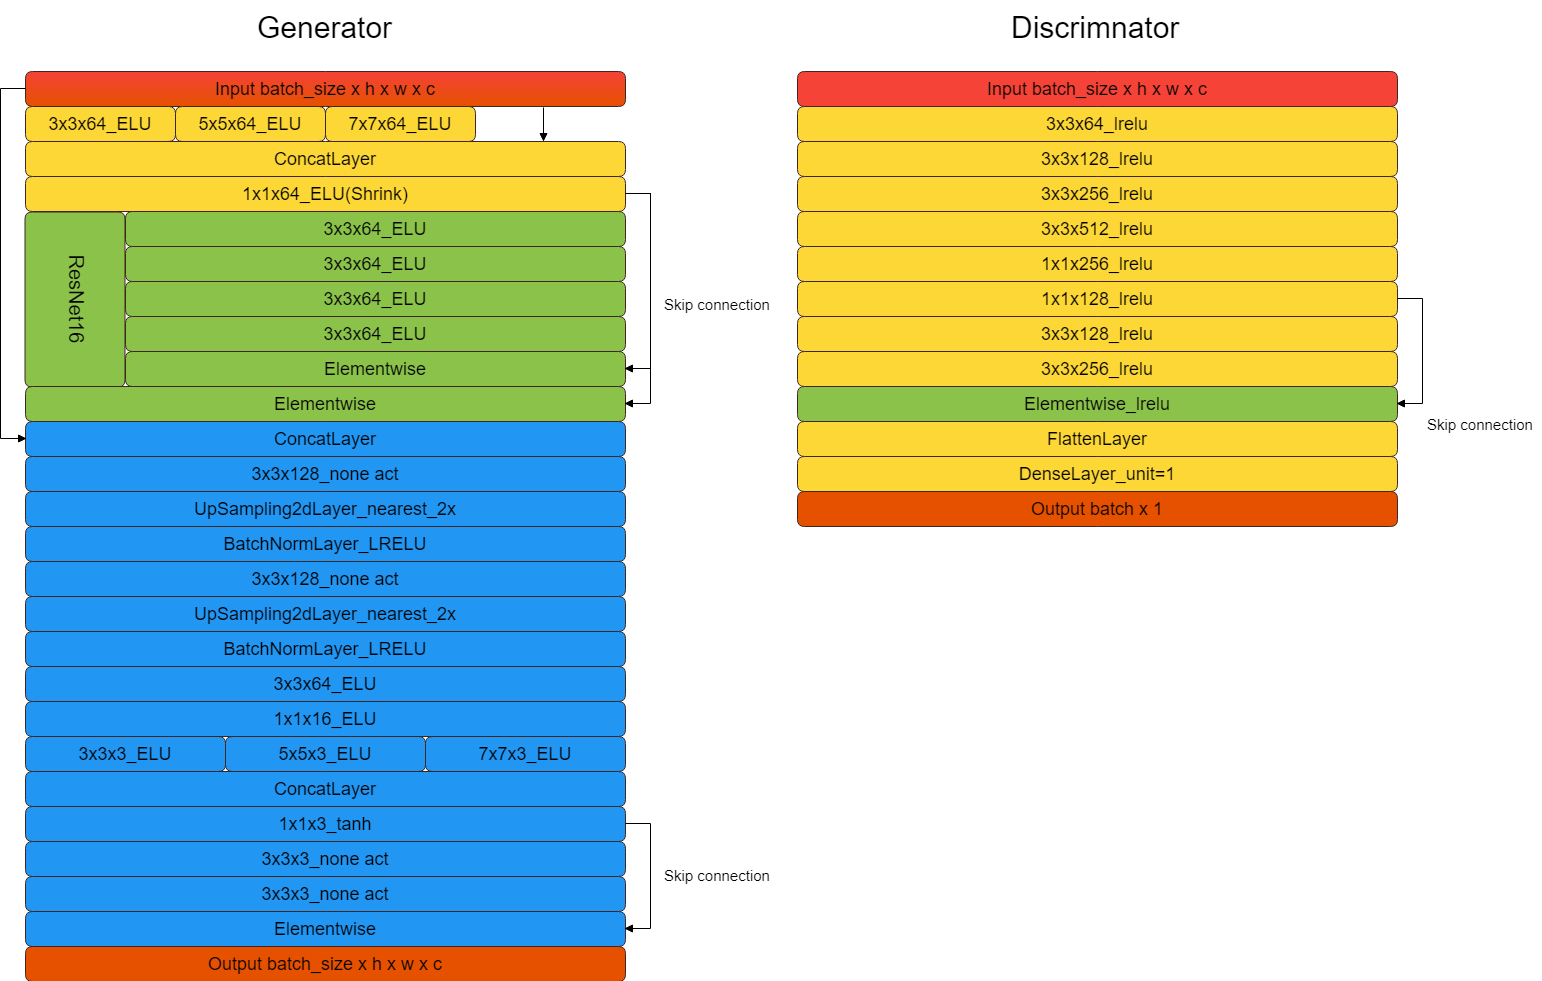 Generator
Input batch_size x h x w x c
3x3x64_ELU
5x5x64_ELU
7x7x64_ELU
ConcatLayer
1x1x64_ELU(Shrink)
ResNet16
3x3x64_ELU
3x3x64_ELU
3x3x64_ELU
3x3x64_ELU
Elementwise
Skip connection
Elementwise
ConcatLayer
3x3x128_none act
UpSampling2dLayer_nearest_2x
BatchNormLayer_LRELU
3x3x128_none act
UpSampling2dLayer_nearest_2x
BatchNormLayer_LRELU
3x3x64_ELU
1x1x16_ELU
3x3x3_ELU
5x5x3_ELU
7x7x3_ELU
ConcatLayer
1x1x3_tanh
3x3x3_none act
3x3x3_none act
Skip connection
Elementwise
Output batch_size x h x w x c
Discrimnator
Input batch_size x h x w x c
3x3x64_lrelu
3x3x128_lrelu
3x3x256_lrelu
3x3x512_lrelu
1x1x256_lrelu
1x1x128_lrelu
3x3x128_lrelu
3x3x256_lrelu
Elementwise_lrelu
Skip connection
FlattenLayer
DenseLayer_unit=1
Output batch x 1